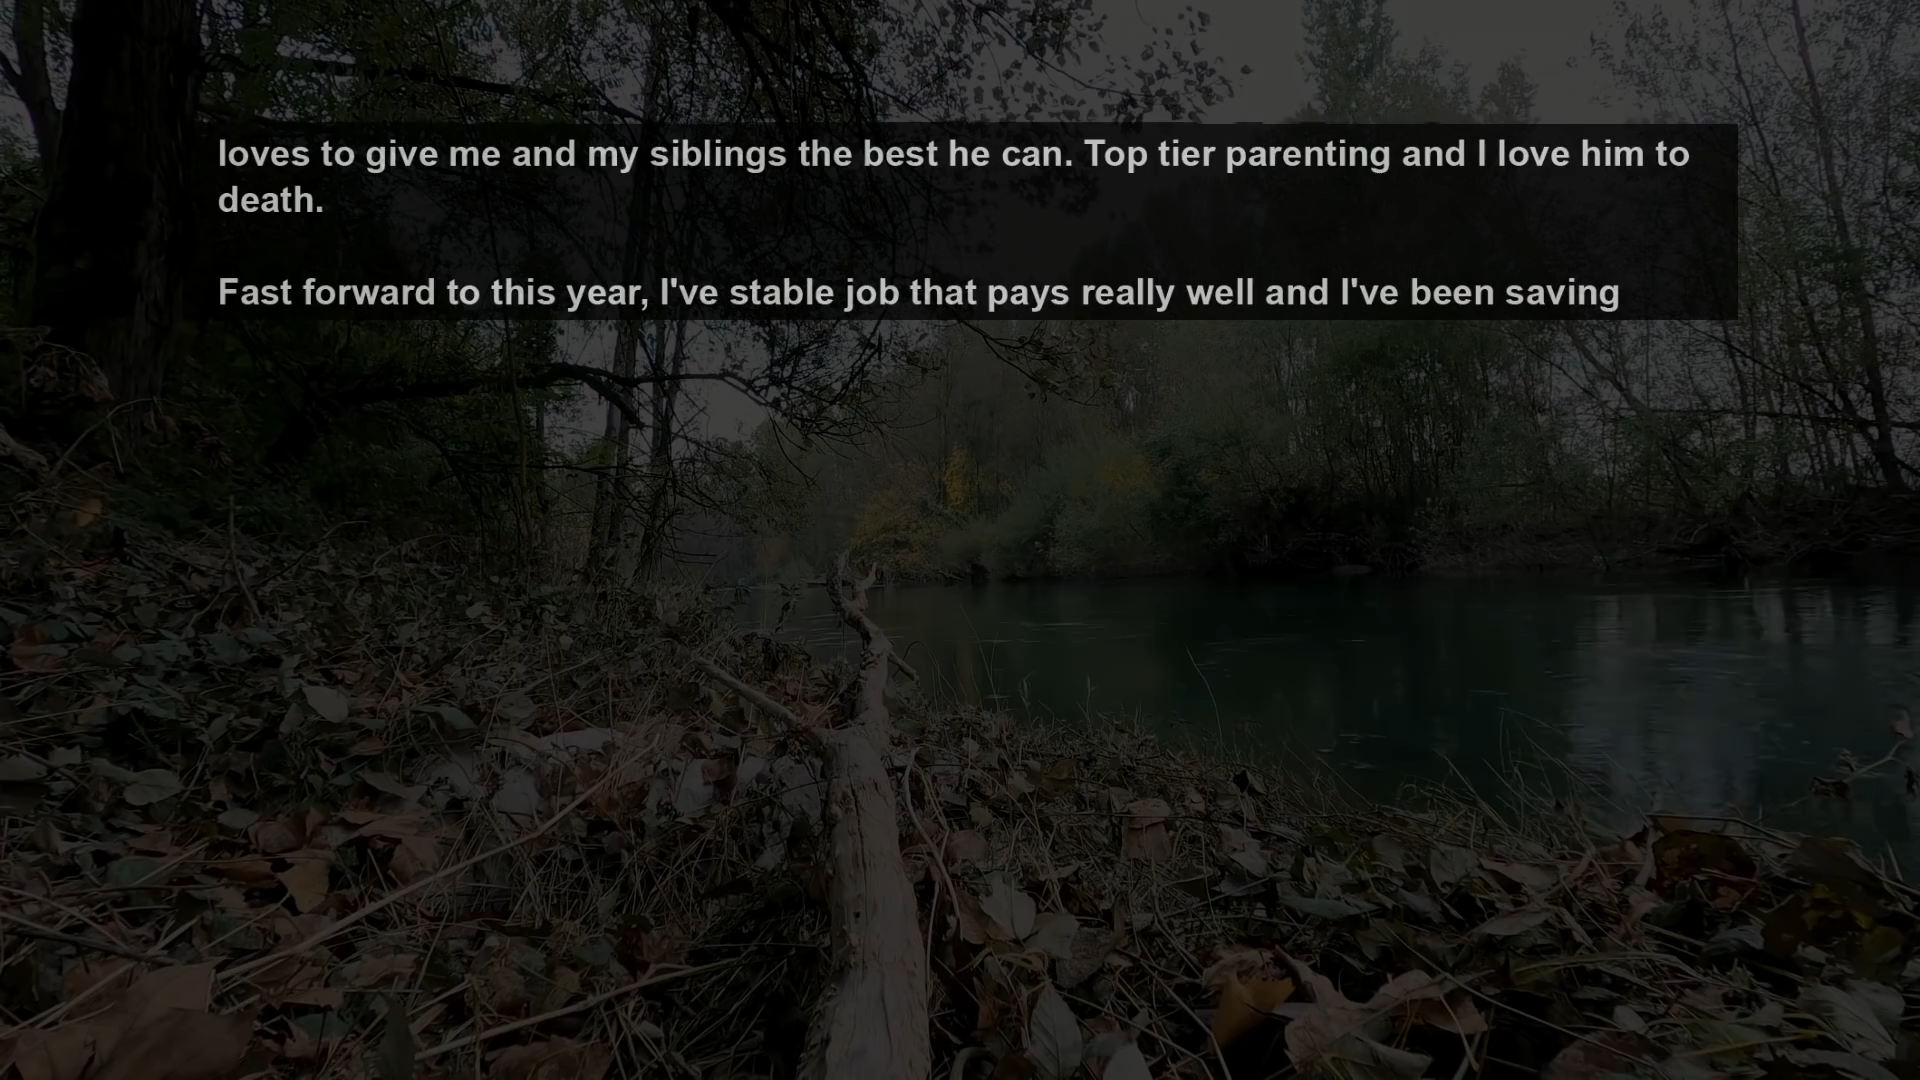 loves to give me and my siblings the best he can. Top tier parenting and I love him to
death.
Fast forward to this year, I've stable job that pays really well and I've been saving